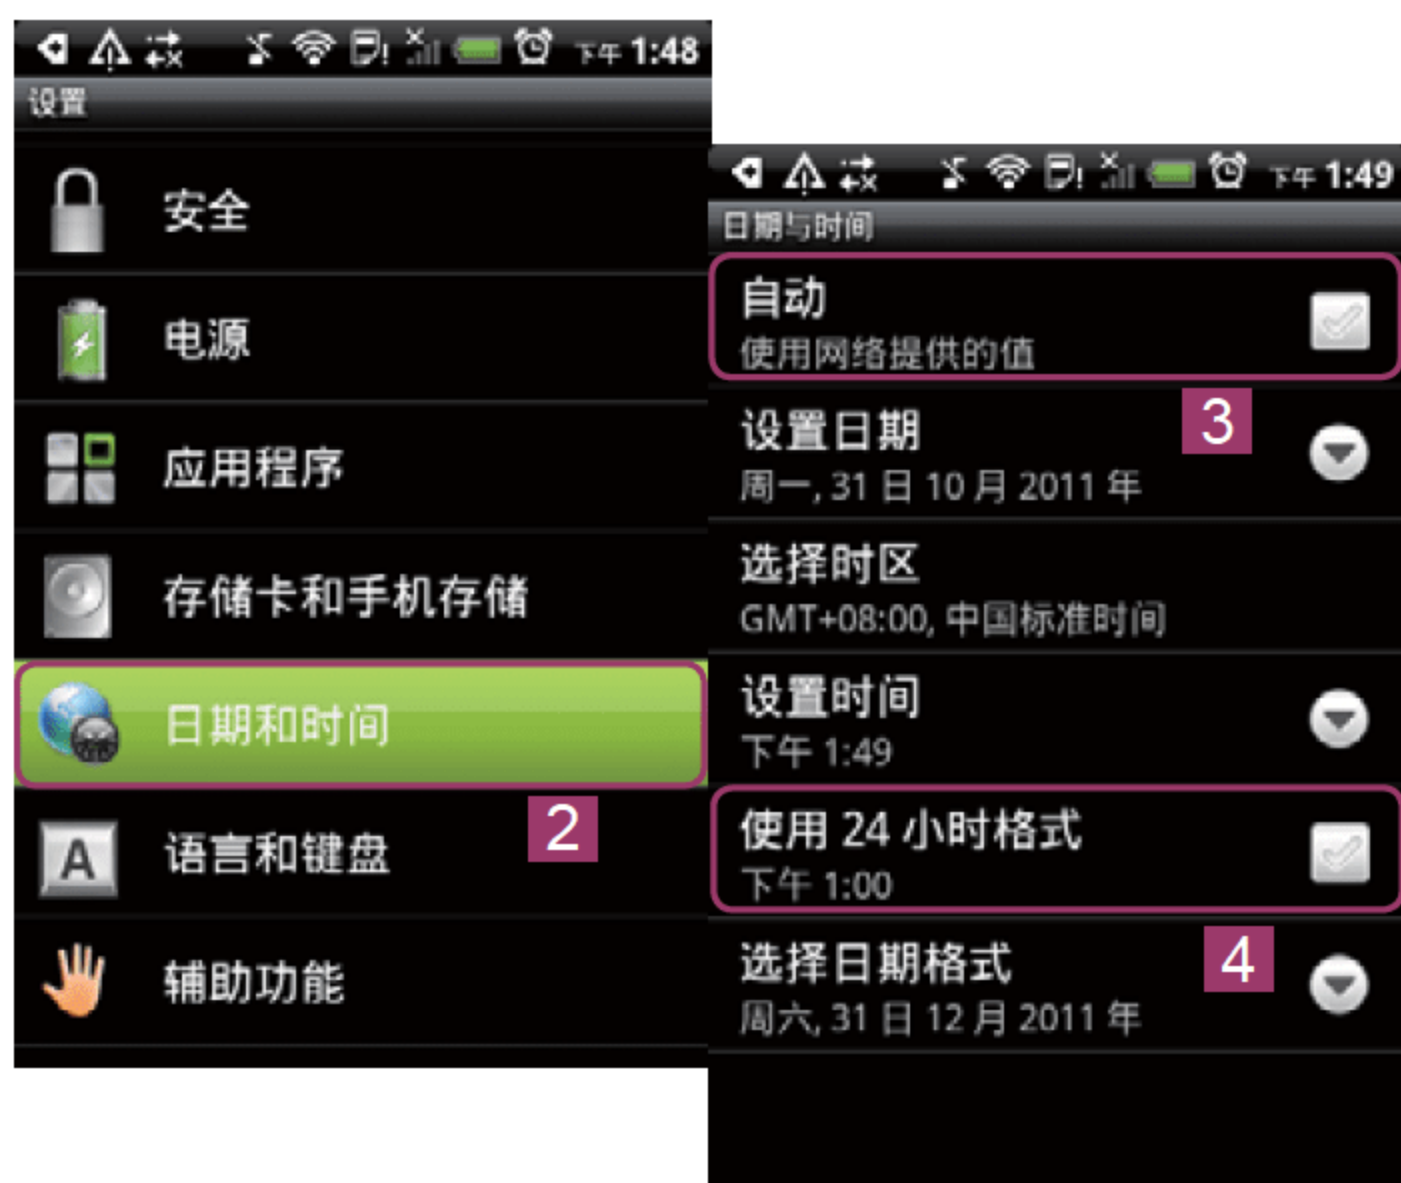 下午 1:48
设置
安全
电源
应用程序
存储卡和手机存储
日期和时间
2
语言和键盘
A
辅助功能
下午 1:49
日期与时间
自动
使用网络提供的值
3
设置日期
周一, 31 日 10 月 2011 年
选择时区
GMT+08:00, 中国标准时间
设置时间
下午 1:49
使用 24 小时格式
下午 1:00
4
选择日期格式
周六, 31 日 12 月 2011 年